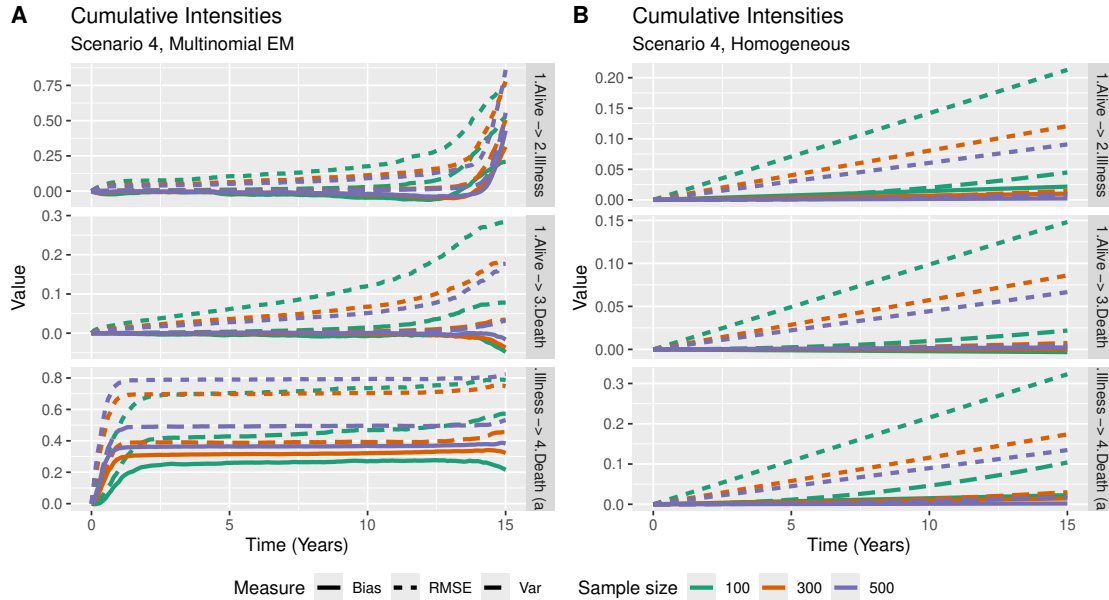 A
Cumulative Intensities
Scenario 4, Multinomial EM
Value
0.75
0.50
0.25
0.00
1.Alive −> 2.Illness
0.3
0.2
0.1
0.0
1.Alive −> 3.Death
0.8
0.6
0.4
0.2
0.0
.Illness −> 4.Death (a
0
5
10
15
Time (Years)
B
Cumulative Intensities
Scenario 4, Homogeneous
Value
0.20
0.15
0.10
0.05
0.00
1.Alive −> 2.Illness
0.15
0.10
0.05
0.00
1.Alive −> 3.Death
0.3
0.2
0.1
0.0
.Illness −> 4.Death (a
0
5
10
15
Time (Years)
Measure Bias RMSE Var Sample size 100 300 500